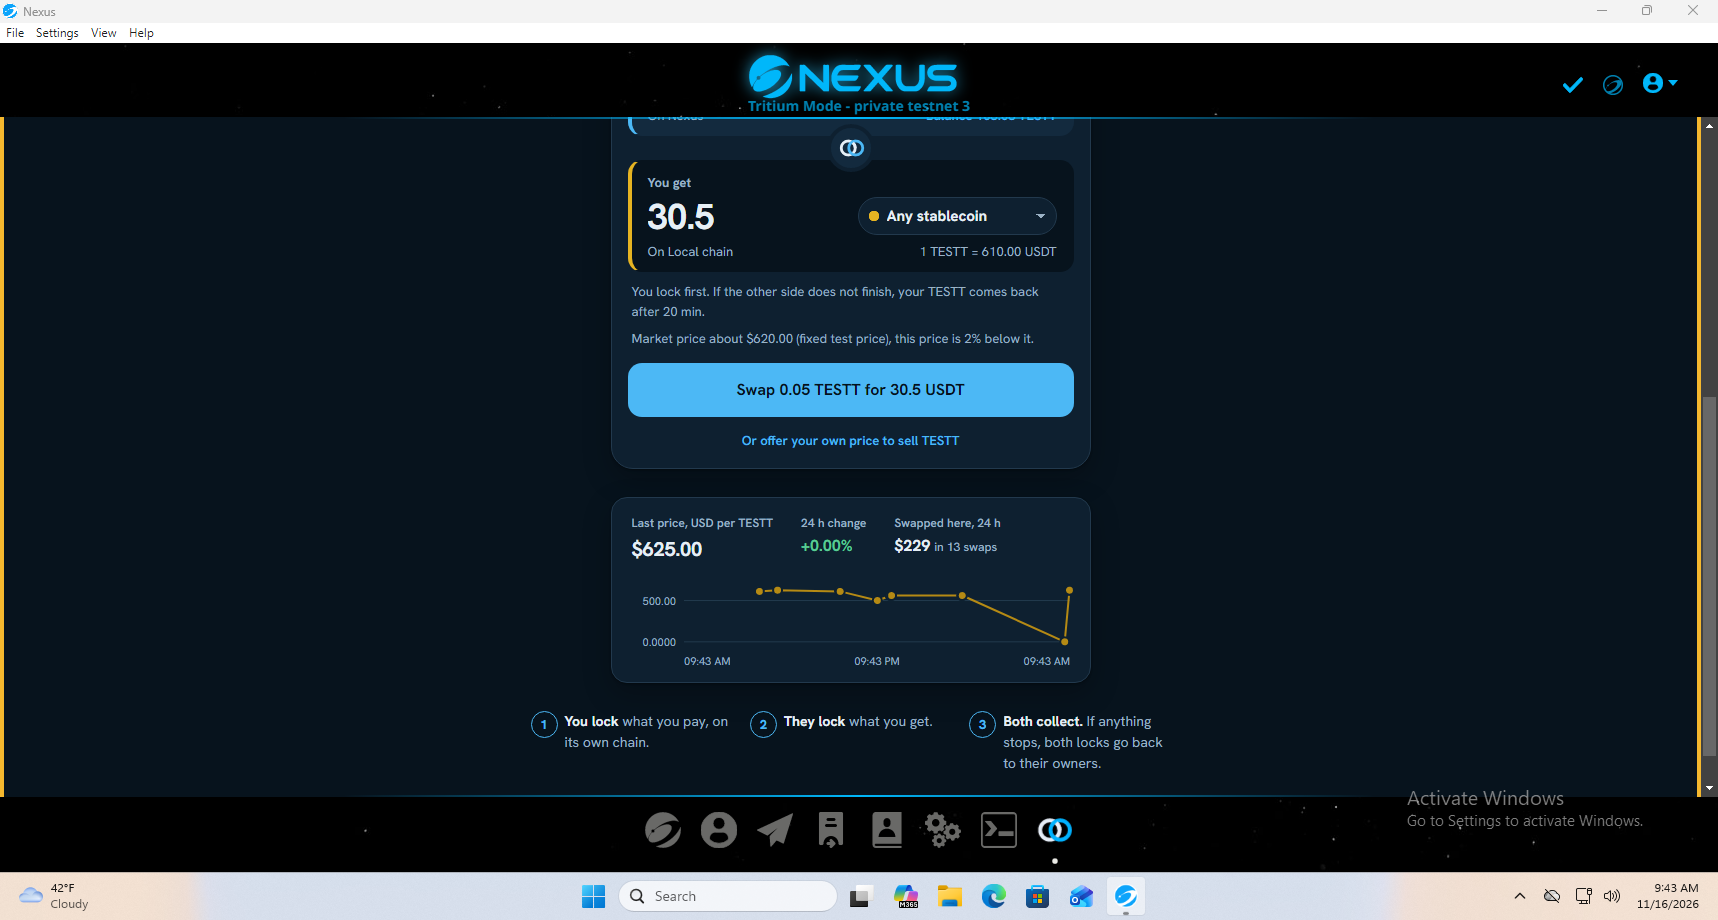 Nexus
File Settings View Help
NEXUS
Tritium Mode - private testnet 3
You get
30.5
Any stablecoin
On Local chain
1 TESTT = 610.00 USDT
You lock first. If the other side does not finish, your TESTT comes back
after 20 min.
Market price about $620.00 (fixed test price), this price is 2% below it.
Swap 0.05 TESTT for 30.5 USDT
Or offer your own price to sell TESTT
Last price, USD per TESTT
$625.00
24 h change
+0.00%
Swapped here, 24 h
$229 in 13 swaps
500.00
0.0000
09:43 AM
09:43 PM
09:43 AM
1
You lock what you pay, on
its own chain.
2
They lock what you get.
3
Both collect. If anything
stops, both locks go back
to their owners.
Activate Windows
Go to Settings to activate Windows.
42°F
Cloudy
Search
M365
9:43 AM
11/16/2026